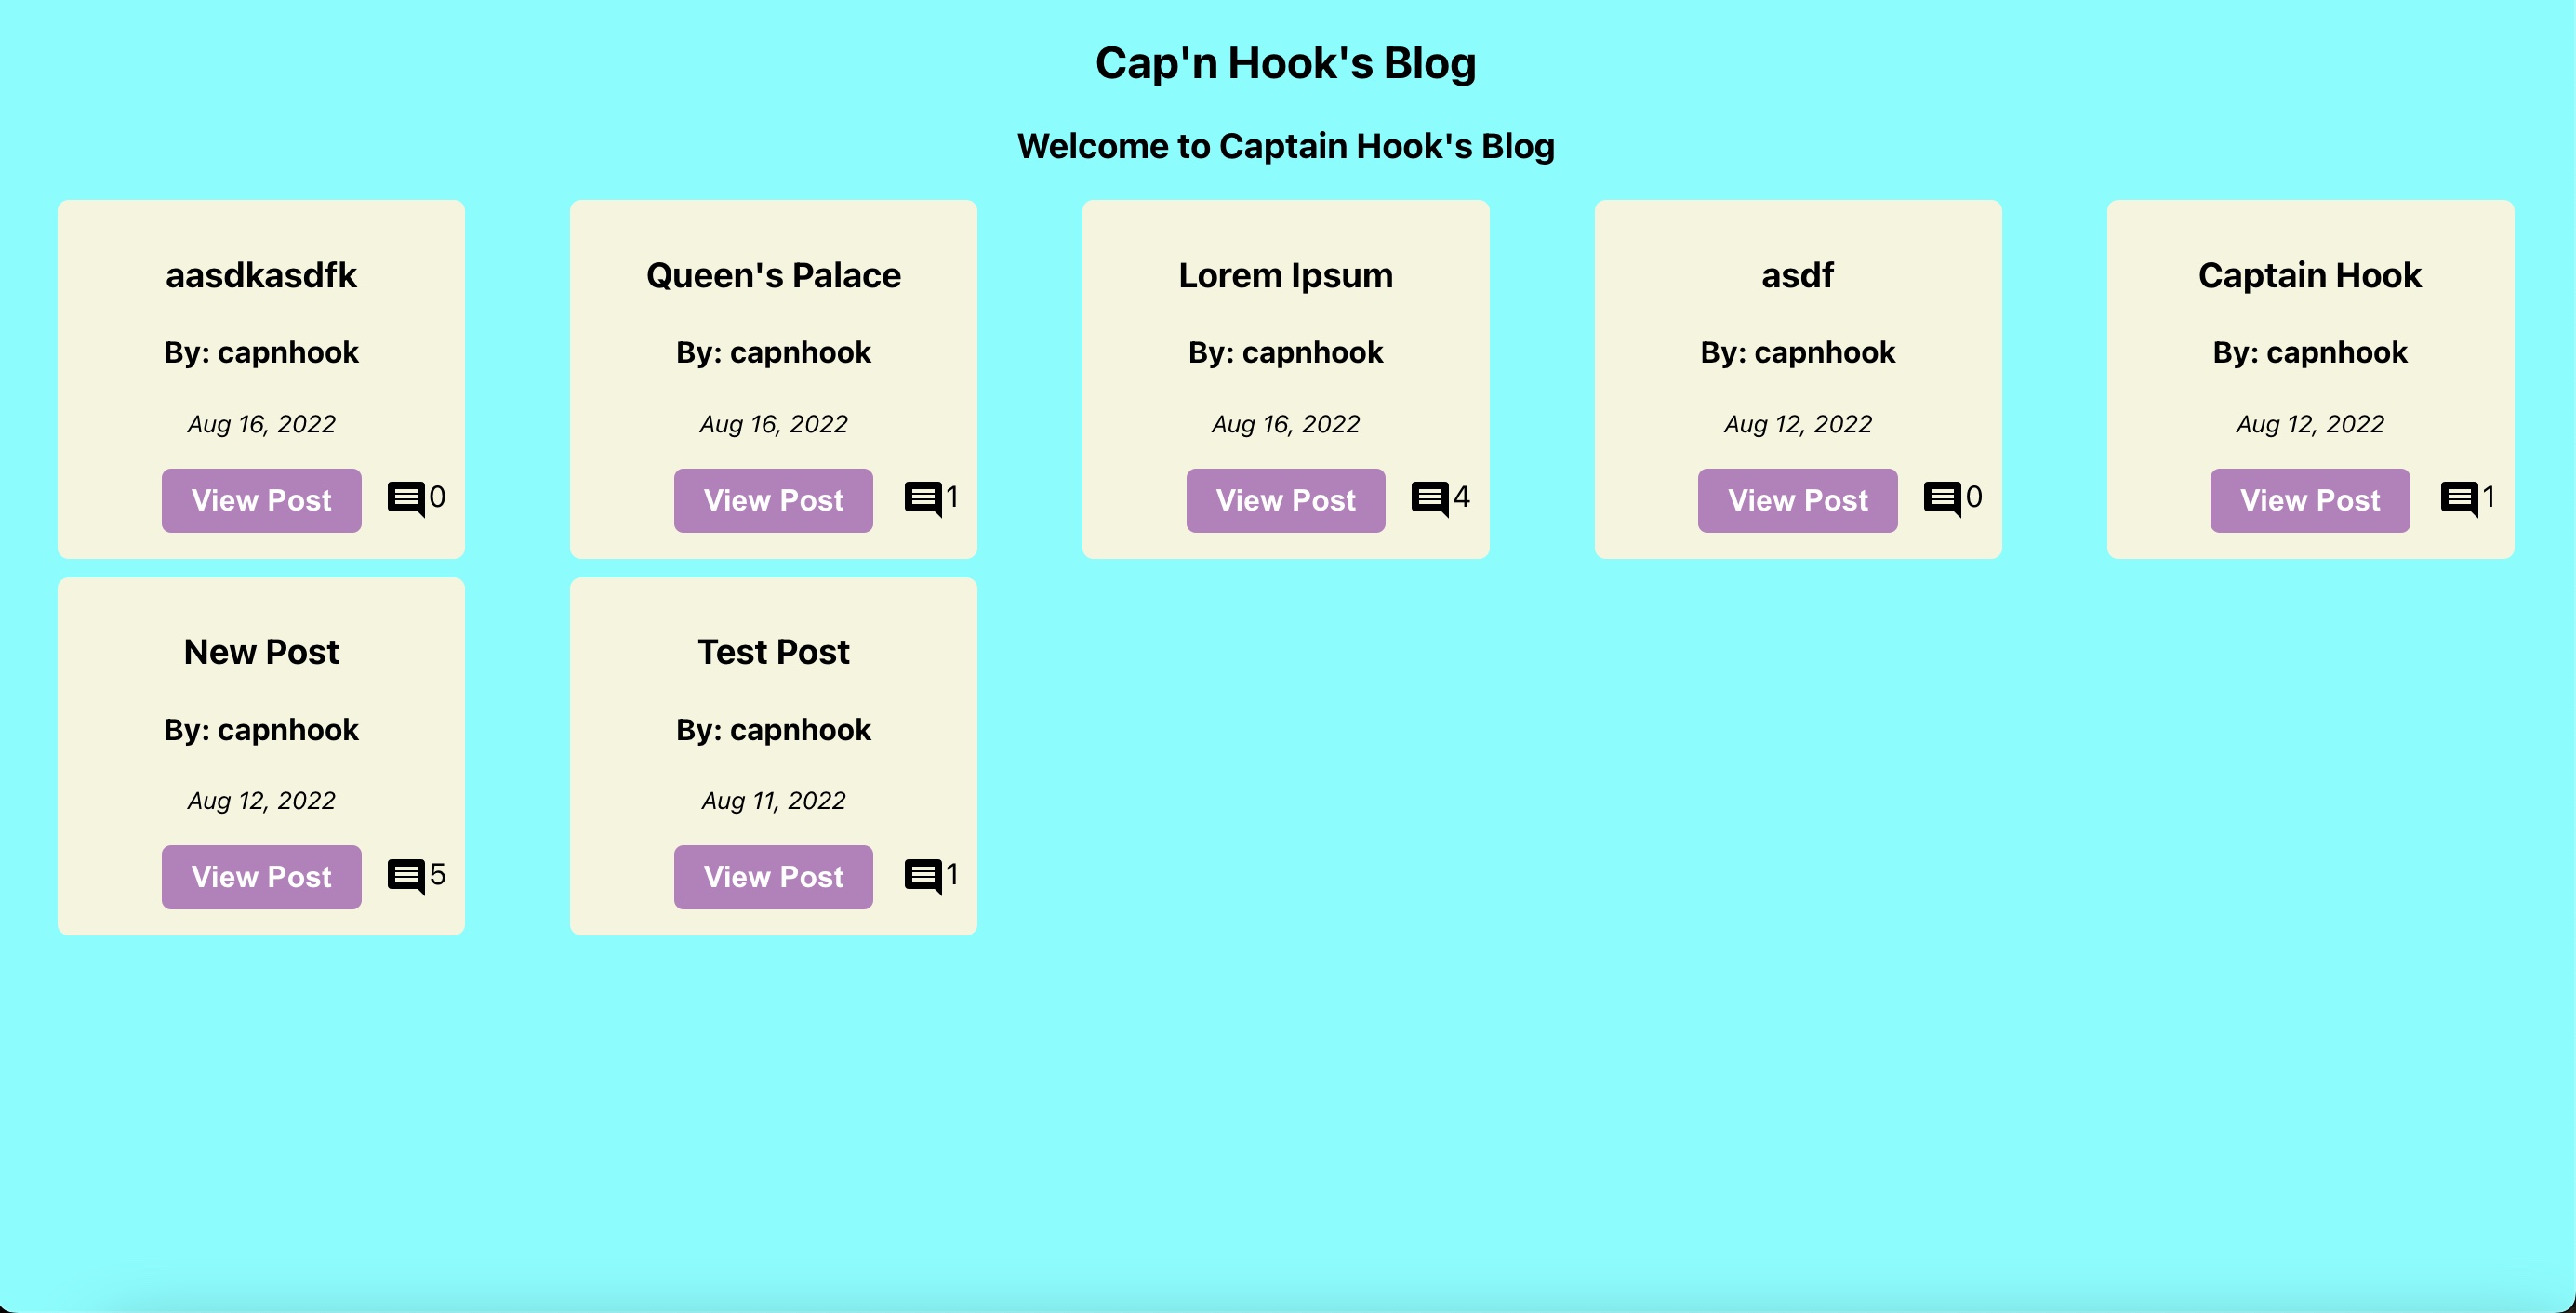 Cap'n Hook's Blog
Welcome to Captain Hook's Blog
aasdkasdfk
By: capnhook
Aug 16, 2022
View Post 0
Queen's Palace
By: capnhook
Aug 16, 2022
View Post 1
Lorem Ipsum
By: capnhook
Aug 16, 2022
View Post 4
asdf
By: capnhook
Aug 12, 2022
View Post 0
Captain Hook
By: capnhook
Aug 12, 2022
View Post 1
New Post
By: capnhook
Aug 12, 2022
View Post 5
Test Post
By: capnhook
Aug 11, 2022
View Post 1